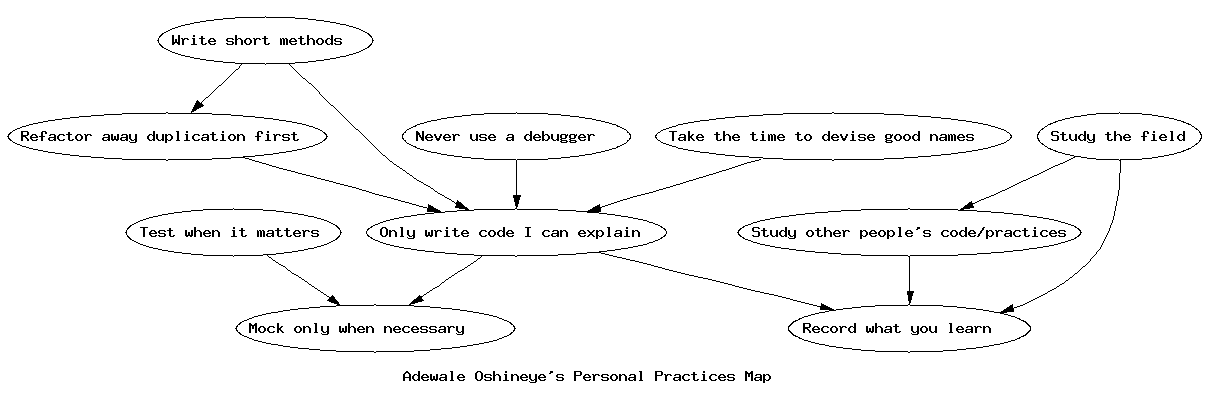 Write short methods
Refactor away duplication first
Never use a debugger
Take the time to devise good names
Study the field
Test when it matters
Only write code I can explain
Study other people's code/practices
Mock only when necessary
Record what you learn
Adewale Oshineye's Personal Practices Map